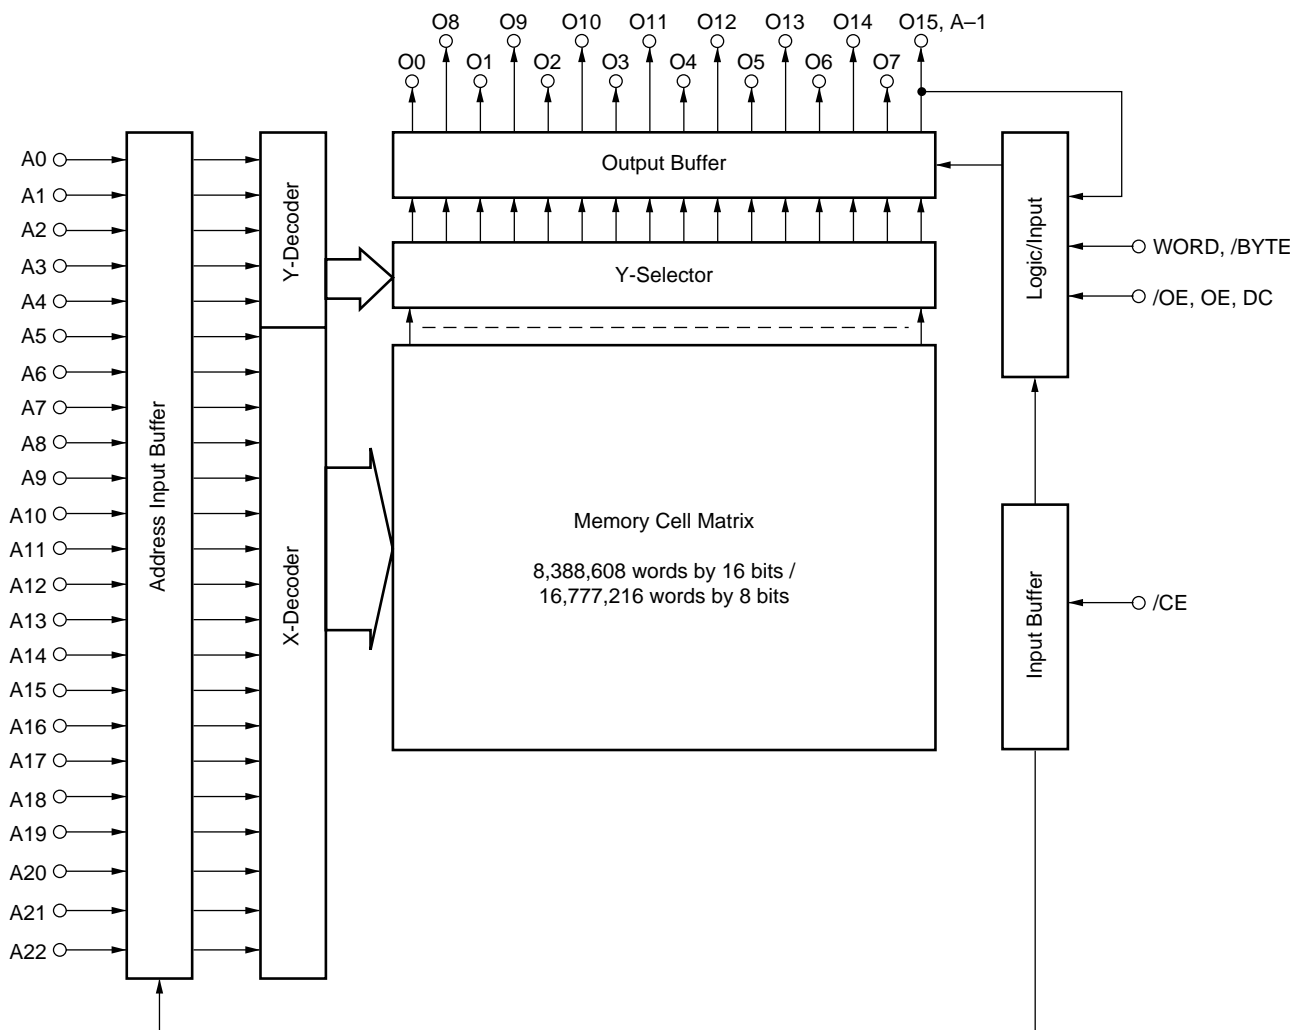 O8 O9 O10 O11 O12 O13 O14 O15, A–1
O0 O1 O2 O3 O4 O5 O6 O7
A0
A1
A2
A3
A4
A5
A6
A7
A8
A9
A10
A11
A12
A13
A14
A15
A16
A17
A18
A19
A20
A21
A22
Address Input Buffer
Y-Decoder
X-Decoder
Output Buffer
Y-Selector
Memory Cell Matrix
8,388,608 words by 16 bits /
16,777,216 words by 8 bits
Logic/Input
WORD, /BYTE
/OE, OE, DC
Input Buffer
/CE